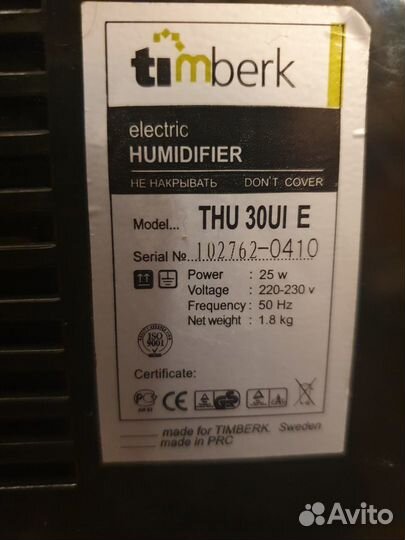 timberk
electric
HUMIDIFIER
НЕ НАКРЫВАТЬ DON'T COVER
Model... THU 30UI E
Serial № 102762-0410
Power : 25 w
Voltage : 220-230 v
Frequency : 50 Hz
Net weight : 1.8 kg
ISO
9001
Certificate:
made for TIMBERK Sweden
made in PRC
Avito